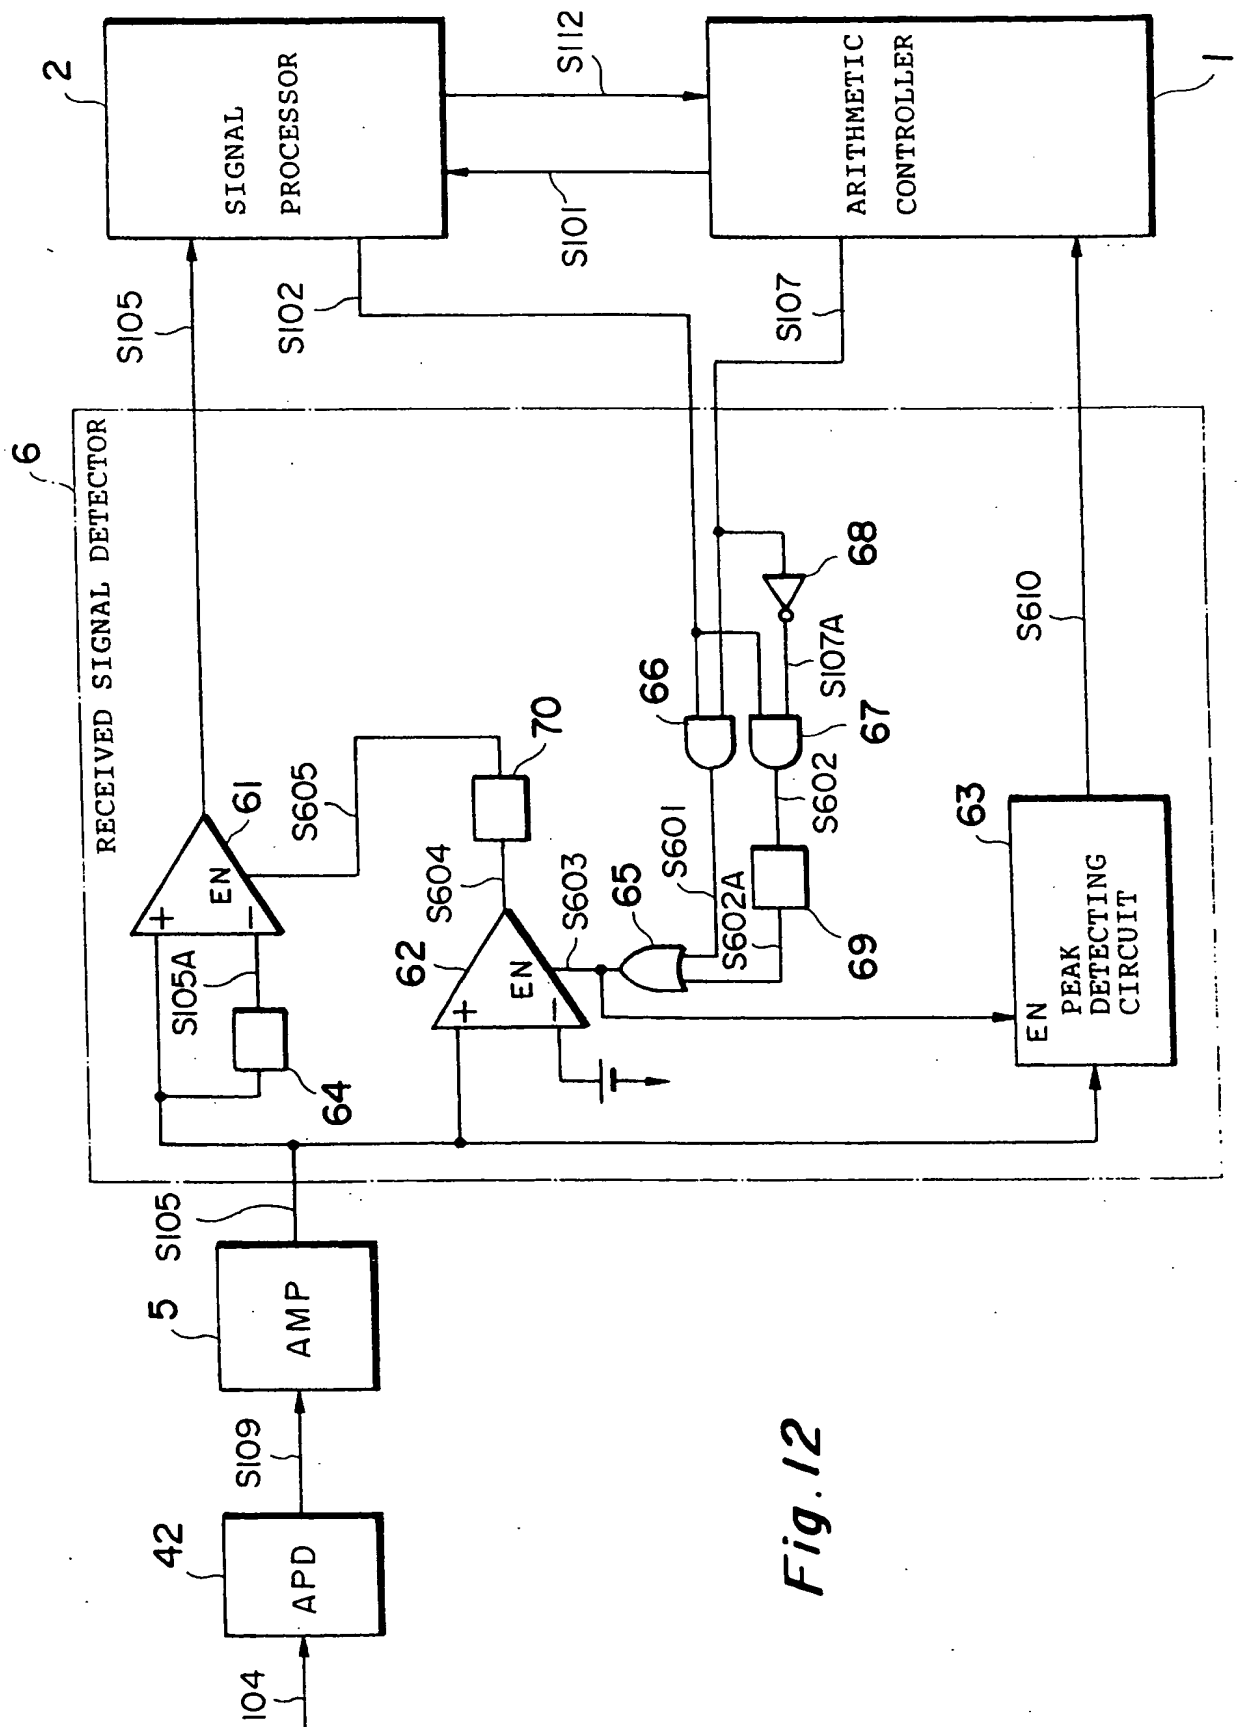 6
2
RECEIVED SIGNAL DETECTOR
S105
42
5
S105
+
–
EN
61
S105A
64
SIGNAL
PROCESSOR
104
APD
S109
AMP
S102
S605
62
+
–
EN
S604
70
S603
S112
S101
65
S601
66
S602A
S602
S107A
S107
69
67
68
ARITHMETIC
CONTROLLER
1
63
EN
PEAK
DETECTING
CIRCUIT
S610
Fig. 12